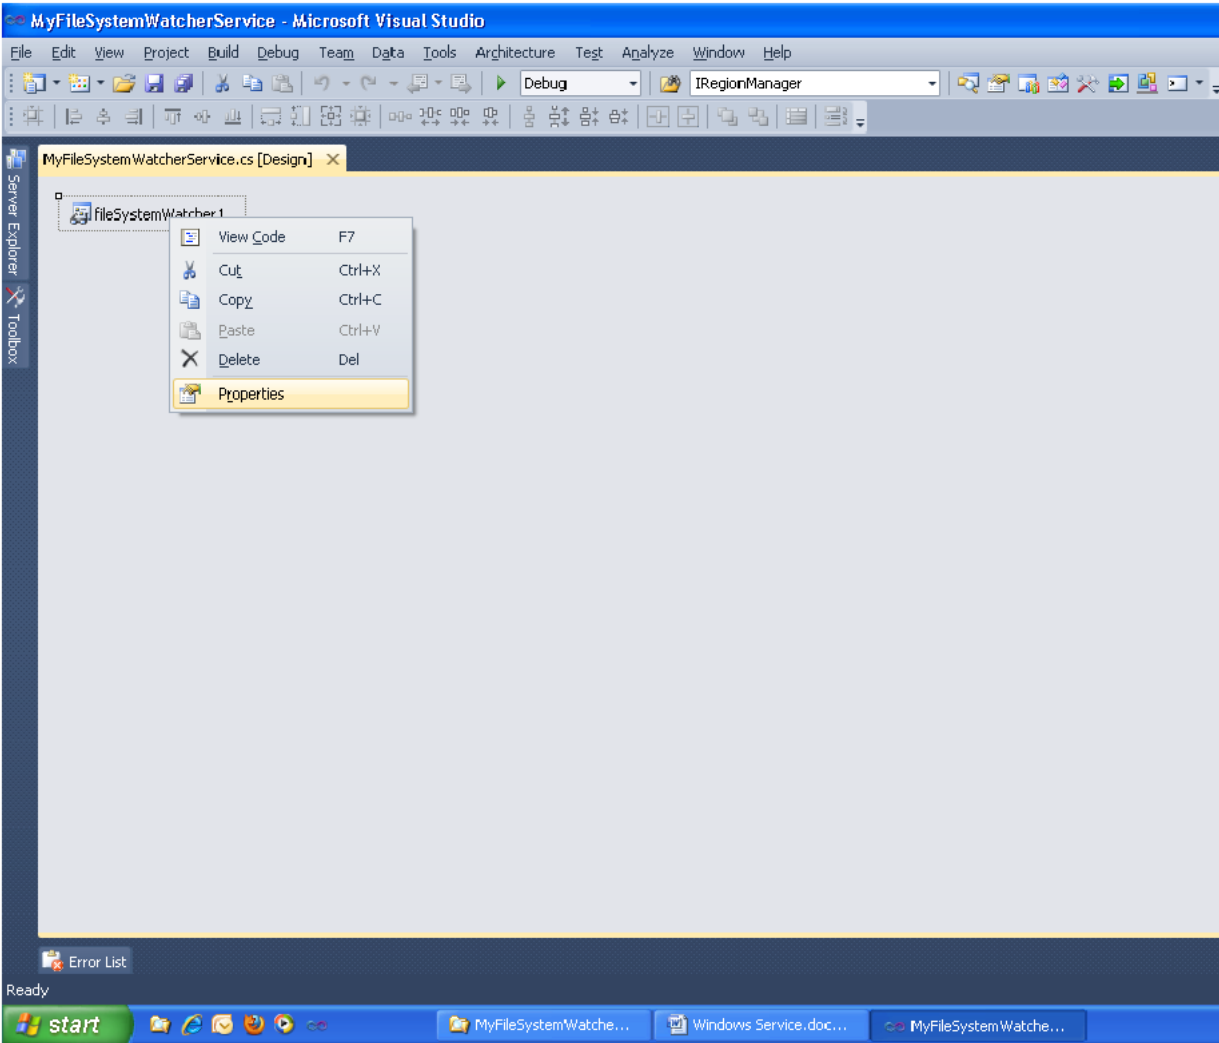 MyFileSystemWatcherService - Microsoft Visual Studio
File Edit View Project Build Debug Team Data Tools Architecture Test Analyze Window Help
Debug IRegionManager
MyFileSystemWatcherService.cs [Design]
Server Explorer
Toolbox
fileSystemWatcher1
View Code F7
Cut Ctrl+X
Copy Ctrl+C
Paste Ctrl+V
Delete Del
Properties
Error List
Ready
start MyFileSystemWatche... Windows Service.doc... MyFileSystemWatche...